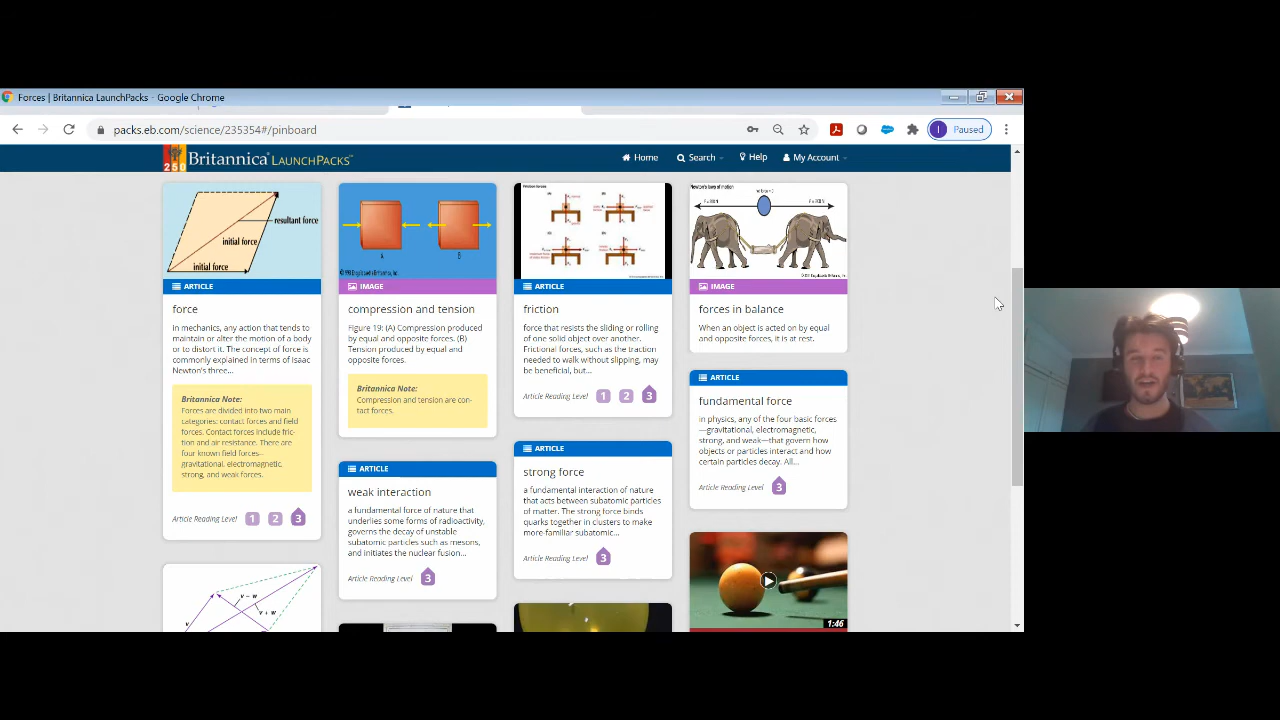 Forces | Britannica LaunchPacks - Google Chrome
packs.eb.com/science/235354#/pinboard
Paused
250
Britannica LAUNCHPACKS
Home
Search
Help
My Account
resultant force
initial force
initial force
ARTICLE
force
In mechanics, any action that tends to
maintain or alter the motion of a body
or to distort it. The concept of force is
commonly explained in terms of Isaac
Newton's three...
Britannica Note:
Forces are divided into two main
categories: contact forces and field
forces. Contact forces include fric-
tion and air resistance. There are
four known field forces--
gravitational, electromagnetic,
strong, and weak forces.
Article Reading Level 1 2 3
v − w
v + w
v
A
B
IMAGE
compression and tension
Figure 19: (A) Compression produced
by equal and opposite forces. (B)
Tension produced by equal and
opposite forces.
Britannica Note:
Compression and tension are con-
tact forces.
ARTICLE
weak interaction
a fundamental force of nature that
underlies some forms of radioactivity,
governs the decay of unstable
subatomic particles such as mesons,
and initiates the nuclear fusion...
Article Reading Level 3
ARTICLE
friction
force that resists the sliding or rolling
of one solid object over another.
Frictional forces, such as the traction
needed to walk without slipping, may
be beneficial, but...
Article Reading Level 1 2 3
ARTICLE
strong force
a fundamental interaction of nature
that acts between subatomic particles
of matter. The strong force binds
quarks together in clusters to make
more-familiar subatomic...
Article Reading Level 3
Newton's laws of motion
IMAGE
forces in balance
When an object is acted on by equal
and opposite forces, it is at rest.
ARTICLE
fundamental force
in physics, any of the four basic forces
—gravitational, electromagnetic,
strong, and weak—that govern how
objects or particles interact and how
certain particles decay. All...
Article Reading Level 3
1:46